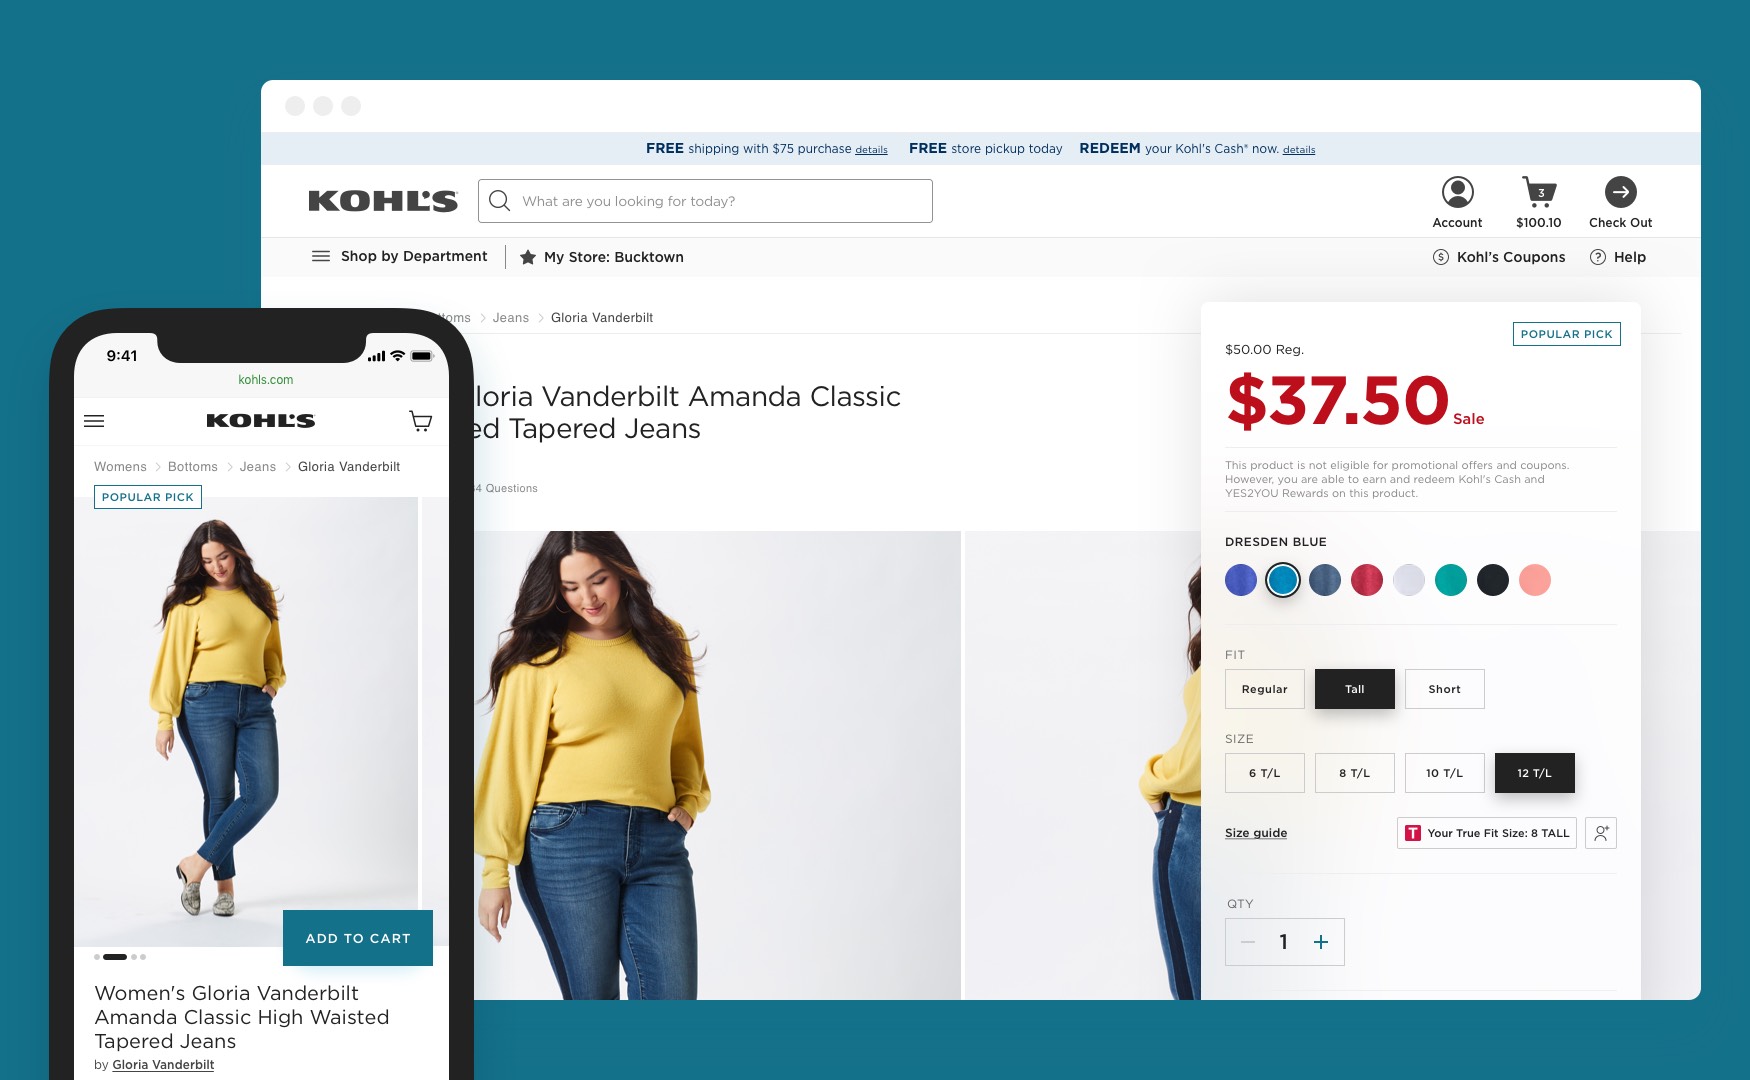 FREE shipping with $75 purchase details FREE store pickup today REDEEM your Kohl's Cash* now. details
KOHL'S
What are you looking for today?
3
Account
$100.10
Check Out
Shop by Department
My Store: Bucktown
$
Kohl's Coupons
?
Help
Jeans
Gloria Vanderbilt
loria Vanderbilt Amanda Classic
ed Tapered Jeans
4 Questions
POPULAR PICK
$50.00 Reg.
$37.50 Sale
This product is not eligible for promotional offers and coupons.
However, you are able to earn and redeem Kohl's Cash and
YES2YOU Rewards on this product.
DRESDEN BLUE
FIT
Regular
Tall
Short
SIZE
6 T/L
8 T/L
10 T/L
12 T/L
Size guide
T
Your True Fit Size: 8 TALL
QTY
1
9:41
kohls.com
KOHL'S
Womens
Bottoms
Jeans
Gloria Vanderbilt
POPULAR PICK
ADD TO CART
Women's Gloria Vanderbilt
Amanda Classic High Waisted
Tapered Jeans
by Gloria Vanderbilt